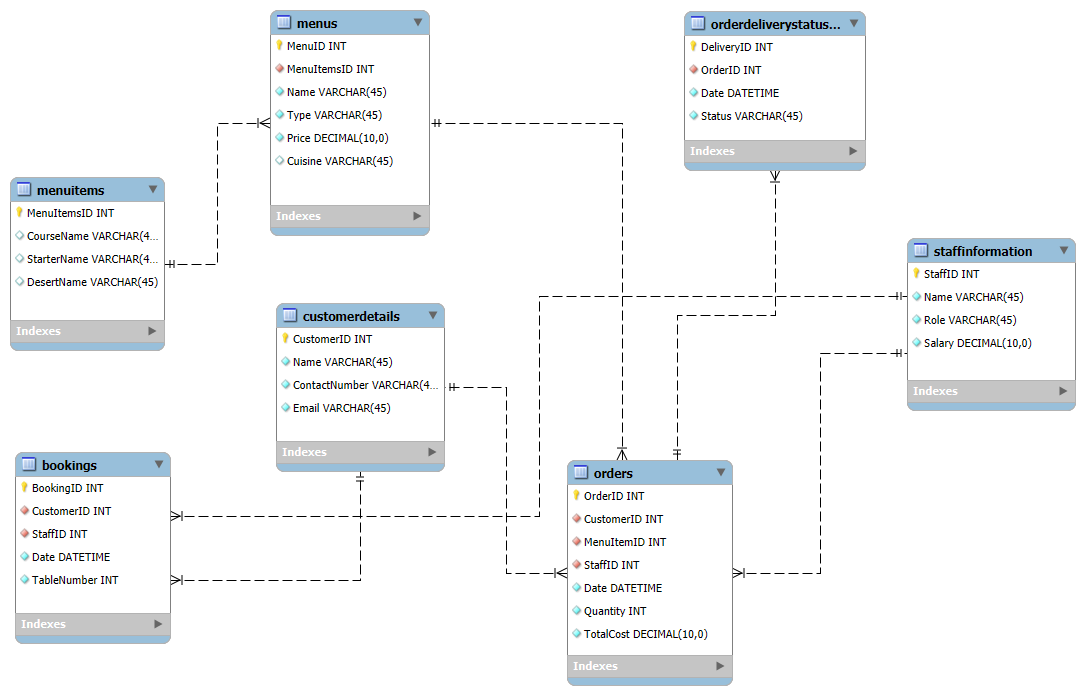 menus
MenuID INT
MenuItemsID INT
Name VARCHAR(45)
Type VARCHAR(45)
Price DECIMAL(10,0)
Cuisine VARCHAR(45)
Indexes
orderdeliverystatus...
DeliveryID INT
OrderID INT
Date DATETIME
Status VARCHAR(45)
Indexes
menuitems
MenuItemsID INT
CourseName VARCHAR(4...
StarterName VARCHAR(4...
DesertName VARCHAR(45)
Indexes
staffinformation
StaffID INT
Name VARCHAR(45)
Role VARCHAR(45)
Salary DECIMAL(10,0)
Indexes
customerdetails
CustomerID INT
Name VARCHAR(45)
ContactNumber VARCHAR(4...
Email VARCHAR(45)
Indexes
bookings
BookingID INT
CustomerID INT
StaffID INT
Date DATETIME
TableNumber INT
Indexes
orders
OrderID INT
CustomerID INT
MenuItemID INT
StaffID INT
Date DATETIME
Quantity INT
TotalCost DECIMAL(10,0)
Indexes